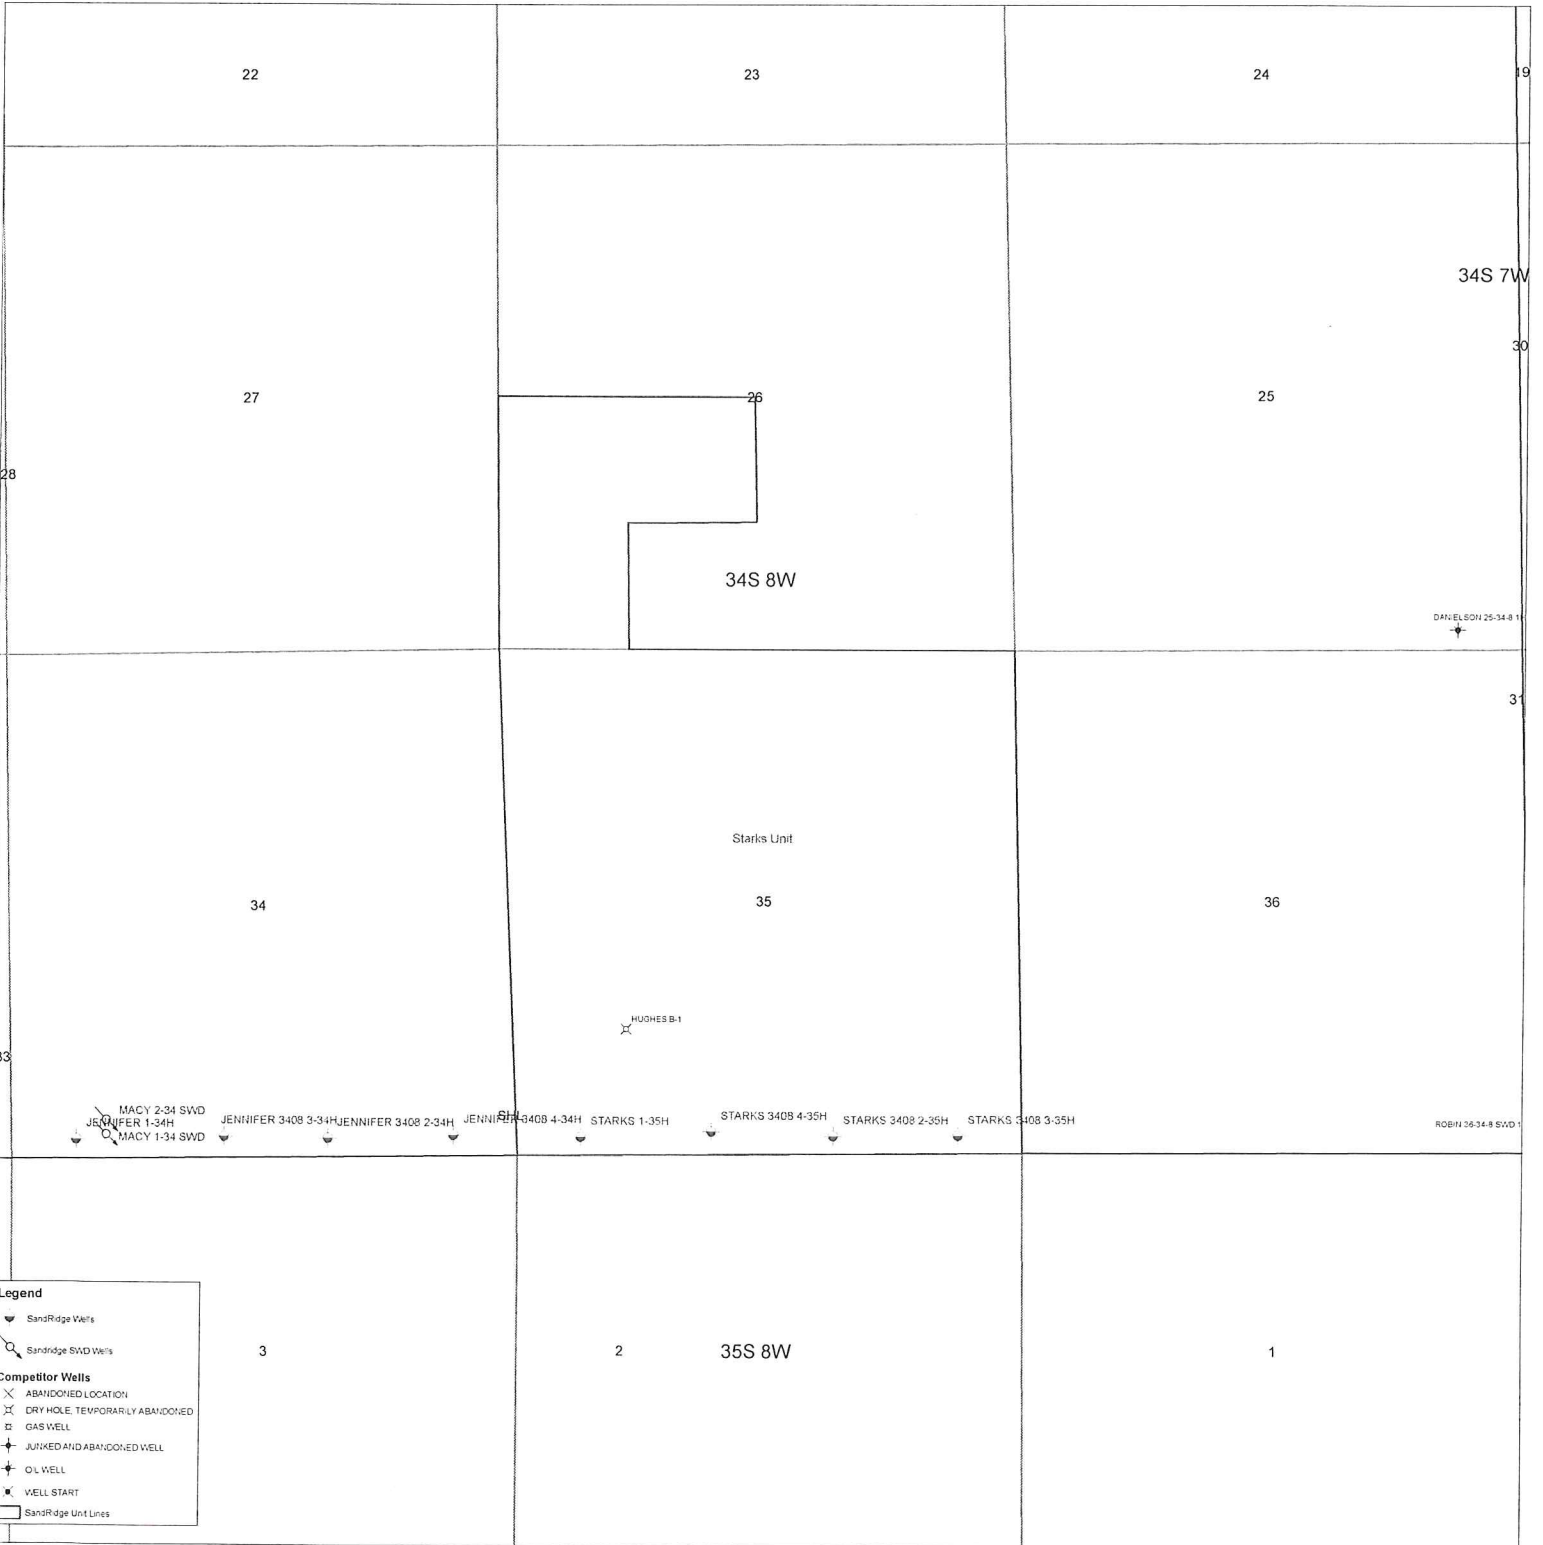 22
23
24
19
34S 7W
30
27
26
25
28
34S 8W
DANIELSON 25-34-8 1H
31
Starks Unit
34
35
36
HUGHES B-1
33
MACY 2-34 SWD
JENNIFER 1-34H
MACY 1-34 SWD
JENNIFER 3408 3-34H
JENNIFER 3408 2-34H
JENNIFER 3408 4-34H
SHL
STARKS 1-35H
STARKS 3408 4-35H
STARKS 3408 2-35H
STARKS 3408 3-35H
ROBIN 36-34-8 SWD 1
Legend
SandRidge Wells
Sandridge SWD Wells
Competitor Wells
ABANDONED LOCATION
DRY HOLE, TEMPORARILY ABANDONED
GAS WELL
JUNKED AND ABANDONED WELL
OIL WELL
WELL START
SandRidge Unit Lines
3
2
35S 8W
1